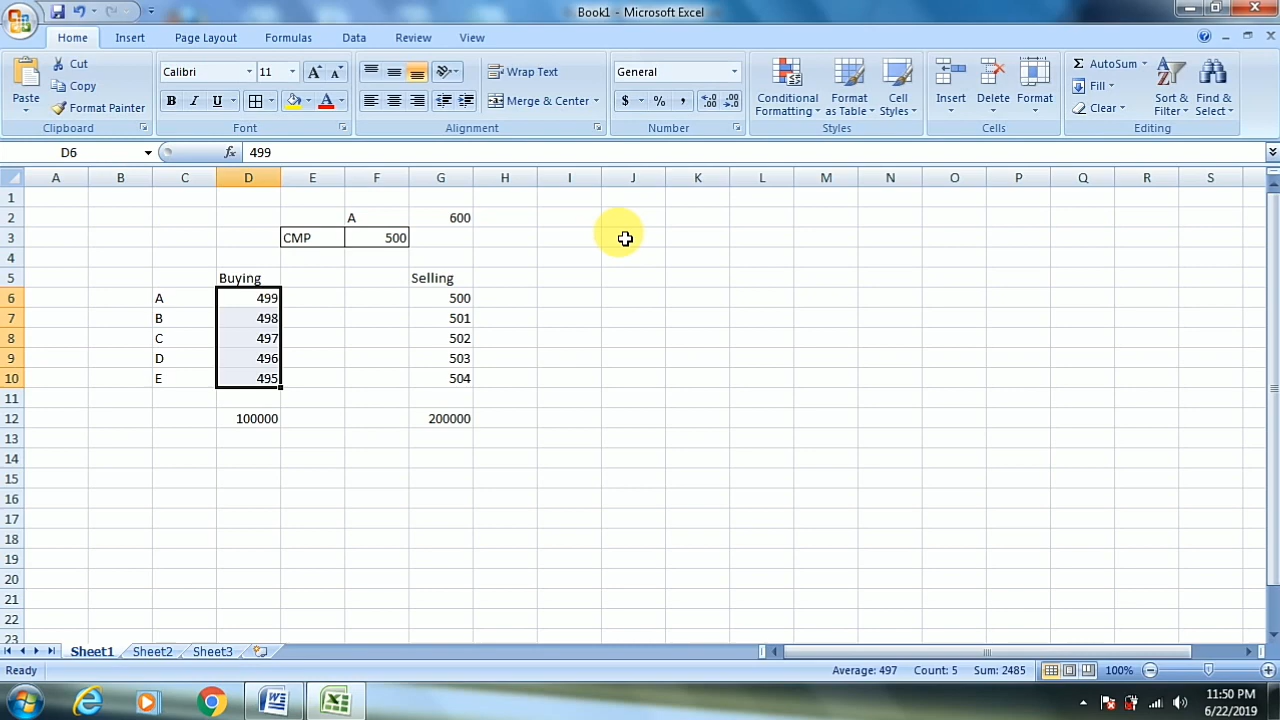 Book1 - Microsoft Excel
Home Insert Page Layout Formulas Data Review View
Paste
Cut
Copy
Format Painter
Clipboard
Calibri 11
B I U
Font
Wrap Text
Merge & Center
Alignment
General
$ % ,
Number
Conditional Formatting
Format as Table
Cell Styles
Styles
Insert Delete Format
Cells
AutoSum
Fill
Clear
Sort & Filter
Find & Select
Editing
D6 fx 499
A B C D E F G H I J K L M N O P Q R S
1
2 A 600
3 CMP 500
4
5 Buying Selling
6 A 499 500
7 B 498 501
8 C 497 502
9 D 496 503
10 E 495 504
11
12 100000 200000
13
14
15
16
17
18
19
20
21
22
23
Sheet1 Sheet2 Sheet3
Ready Average: 497 Count: 5 Sum: 2485 100%
11:50 PM
6/22/2019